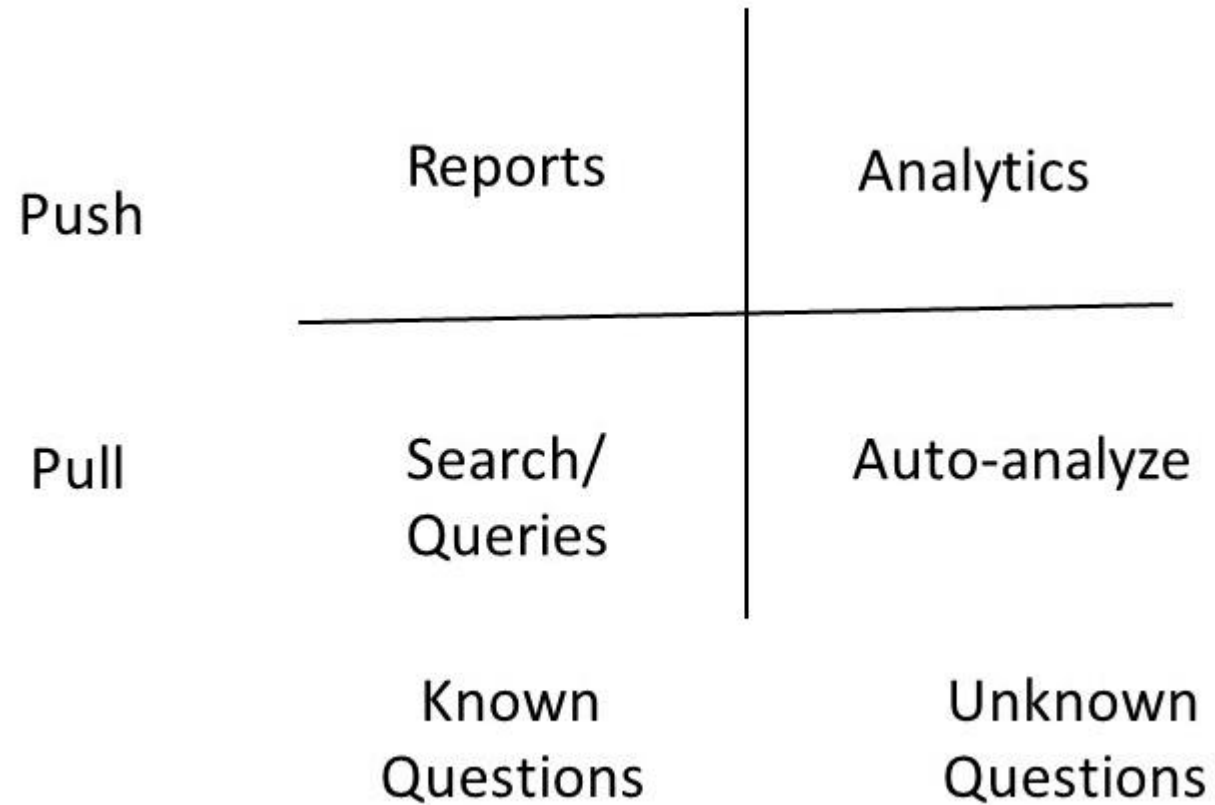 Reports
Analytics
Push
Pull
Search/
Queries
Auto-analyze
Known
Questions
Unknown
Questions